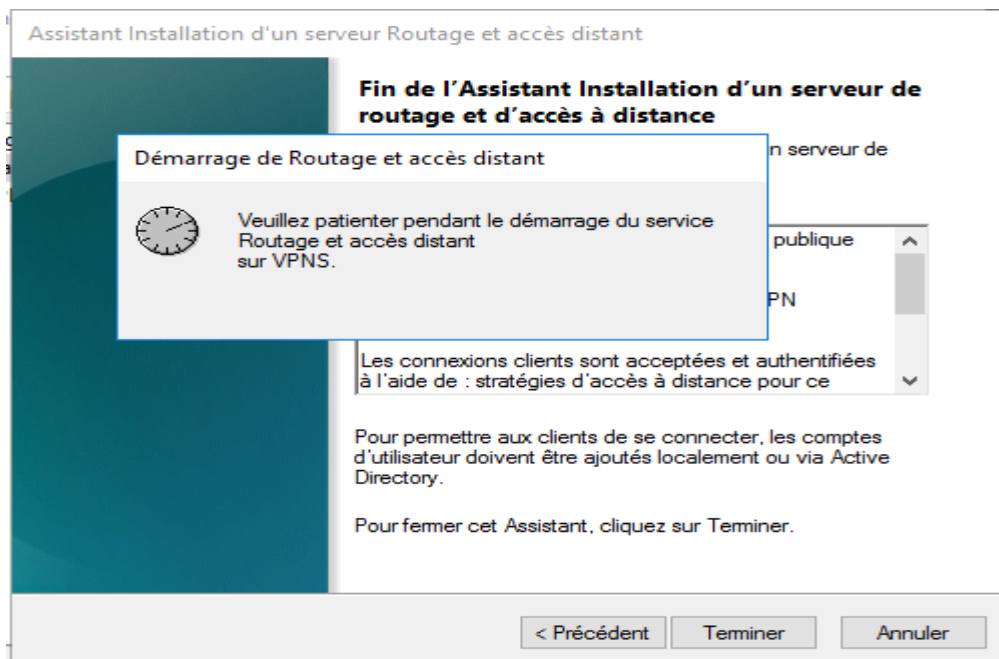 Assistant Installation d'un serveur Routage et accès distant
Fin de l'Assistant Installation d'un serveur de
routage et d'accès à distance
n serveur de
Démarrage de Routage et accès distant
Veuillez patienter pendant le démarrage du service
Routage et accès distant
sur VPNS.
publique
PN
Les connexions clients sont acceptées et authentifiées
à l'aide de : stratégies d'accès à distance pour ce
Pour permettre aux clients de se connecter, les comptes
d'utilisateur doivent être ajoutés localement ou via Active
Directory.
Pour fermer cet Assistant, cliquez sur Terminer.
< Précédent Terminer Annuler